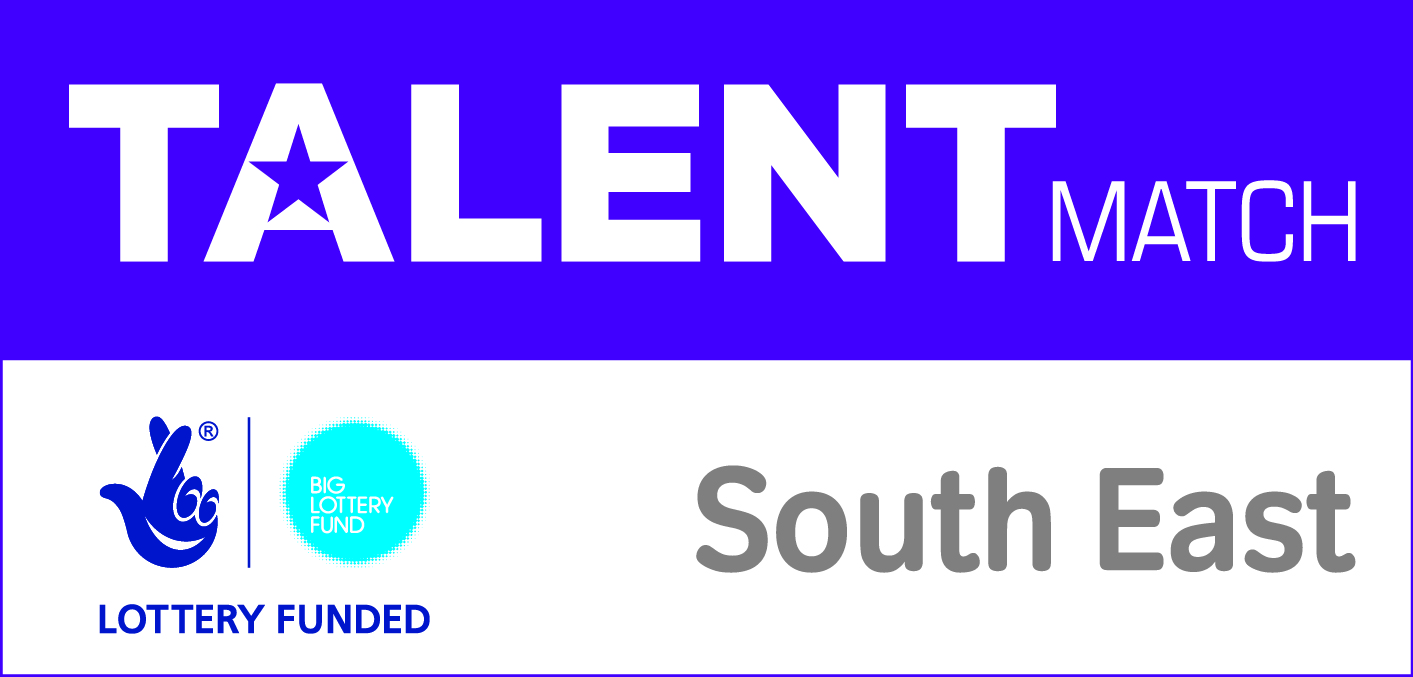 TALENT MATCH
®
BIG
LOTTERY
FUND
LOTTERY FUNDED
South East